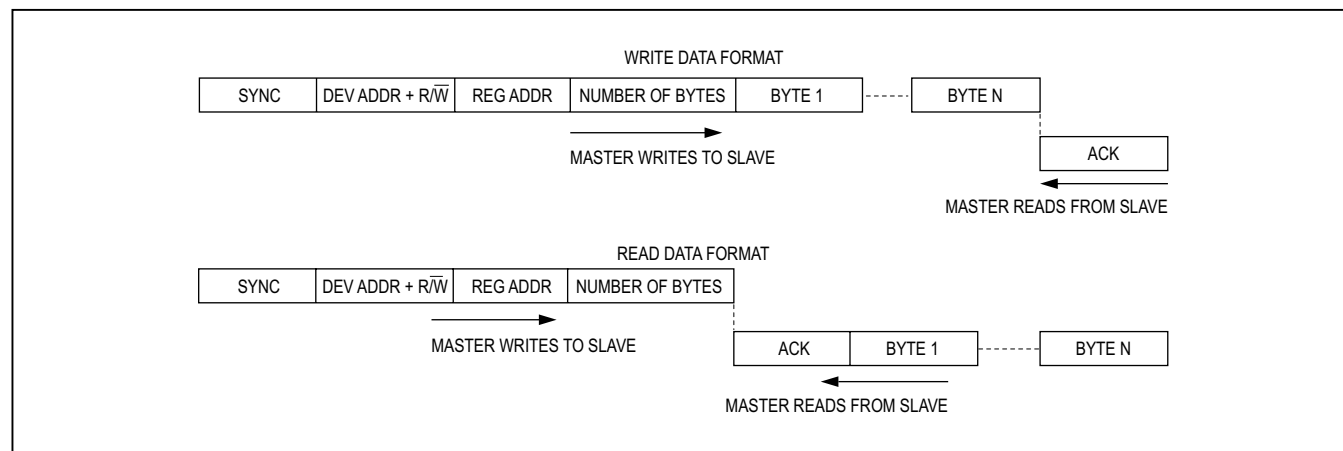 WRITE DATA FORMAT
SYNC DEV ADDR + R/W̅ REG ADDR NUMBER OF BYTES BYTE 1 BYTE N
MASTER WRITES TO SLAVE
ACK
MASTER READS FROM SLAVE
READ DATA FORMAT
SYNC DEV ADDR + R/W̅ REG ADDR NUMBER OF BYTES
MASTER WRITES TO SLAVE
ACK BYTE 1 BYTE N
MASTER READS FROM SLAVE